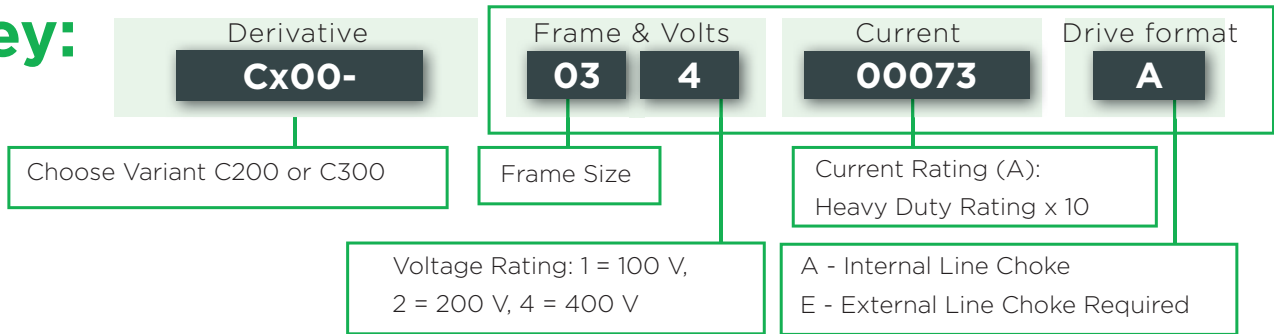 ey:
Derivative
Frame & Volts
Current
Drive format
Cx00-
03
4
00073
A
Choose Variant C200 or C300
Frame Size
Current Rating (A):
Heavy Duty Rating x 10
Voltage Rating: 1 = 100 V,
2 = 200 V, 4 = 400 V
A - Internal Line Choke
E - External Line Choke Required